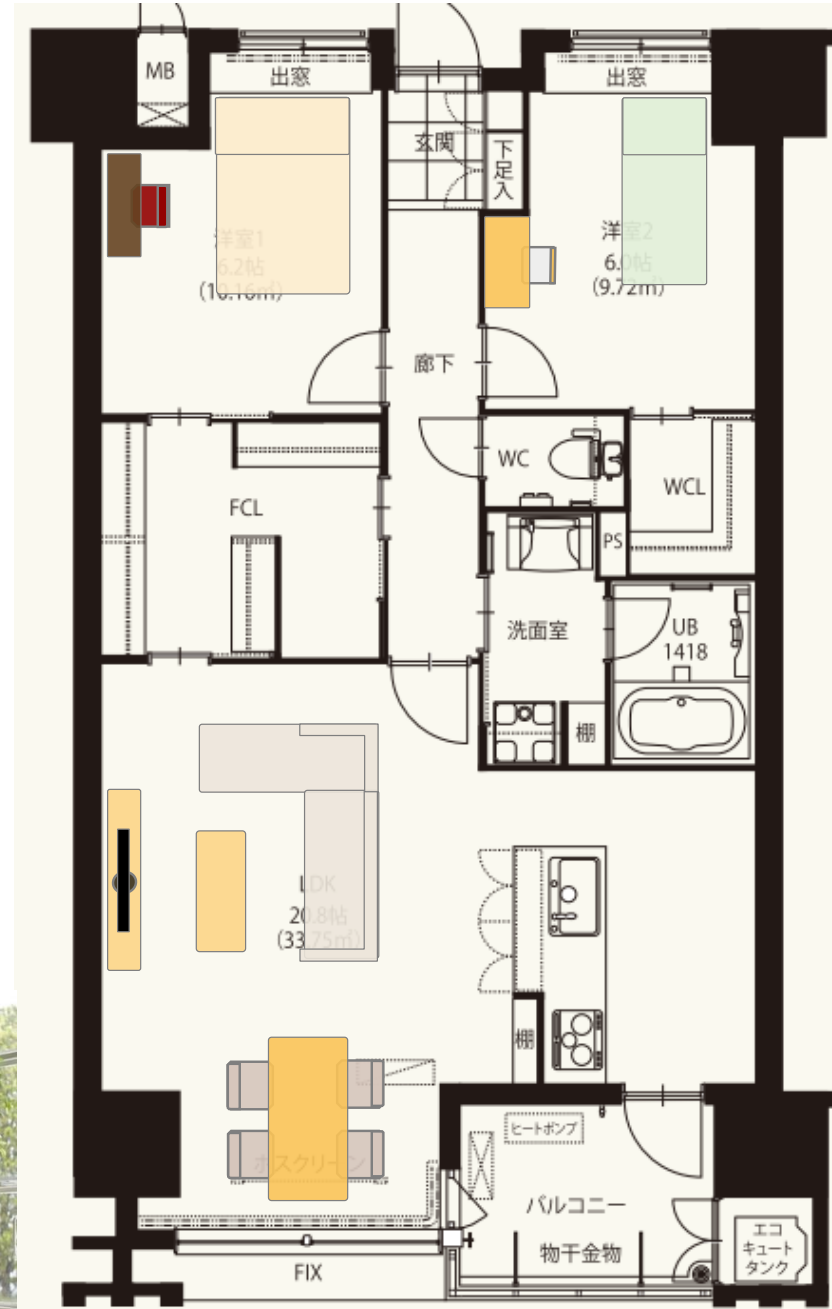 MB
出窓
出窓
玄関
下足入
洋室1
6.2帖
(10.16㎡)
洋室2
6.0帖
(9.72㎡)
廊下
WC
WCL
FCL
PS
洗面室
UB
1418
棚
LDK
20.8帖
(33.75㎡)
棚
ヒートポンプ
ホスクリーン
バルコニー
物干金物
エコ
キュート
タンク
FIX